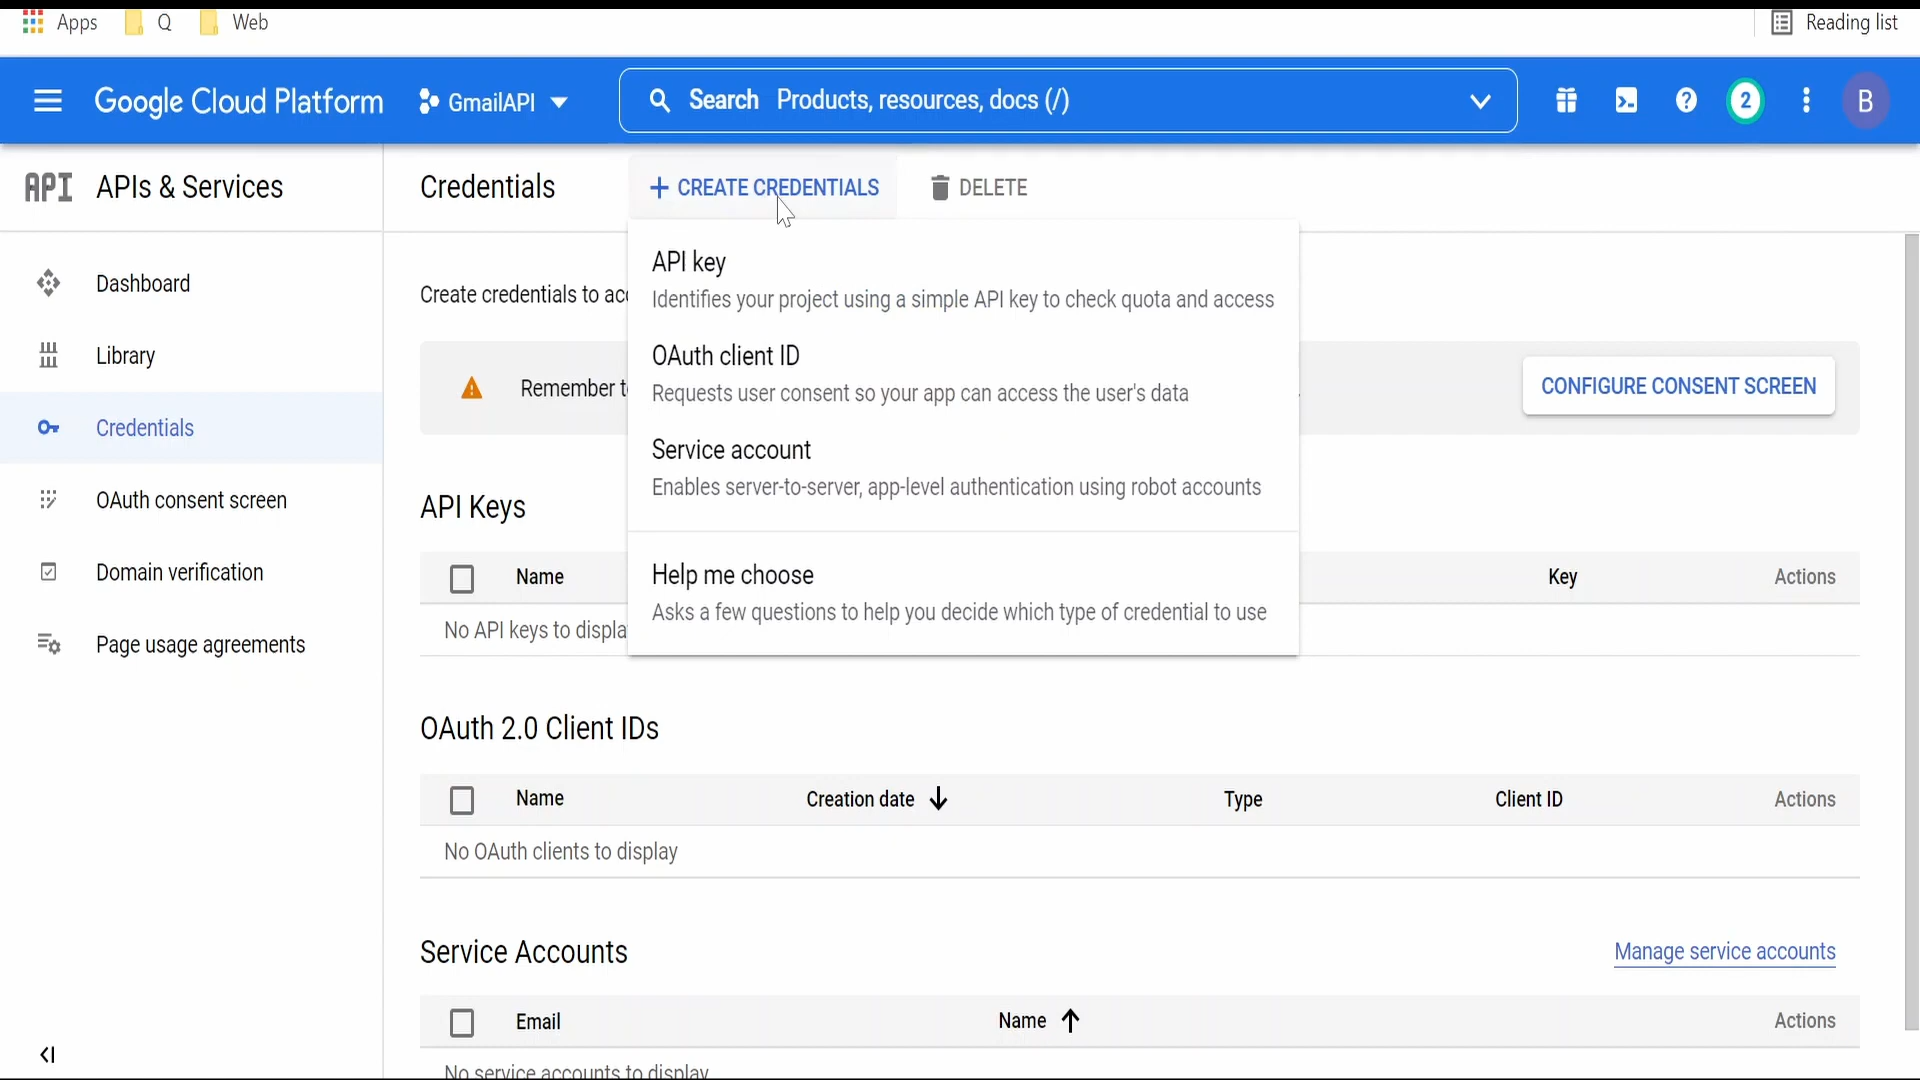 Apps Q Web Reading list
Google Cloud Platform GmailAPI Search Products, resources, docs (/) 2 B
API APIs & Services Credentials + CREATE CREDENTIALS DELETE
Dashboard
Library
Credentials
OAuth consent screen
Domain verification
Page usage agreements
API key
Identifies your project using a simple API key to check quota and access
OAuth client ID
Requests user consent so your app can access the user's data
Service account
Enables server-to-server, app-level authentication using robot accounts
Help me choose
Asks a few questions to help you decide which type of credential to use
Create credentials to
Remember
CONFIGURE CONSENT SCREEN
API Keys
Name Key Actions
No API keys to
OAuth 2.0 Client IDs
Name Creation date Type Client ID Actions
No OAuth clients to display
Service Accounts Manage service accounts
Email Name Actions
No service accounts to display